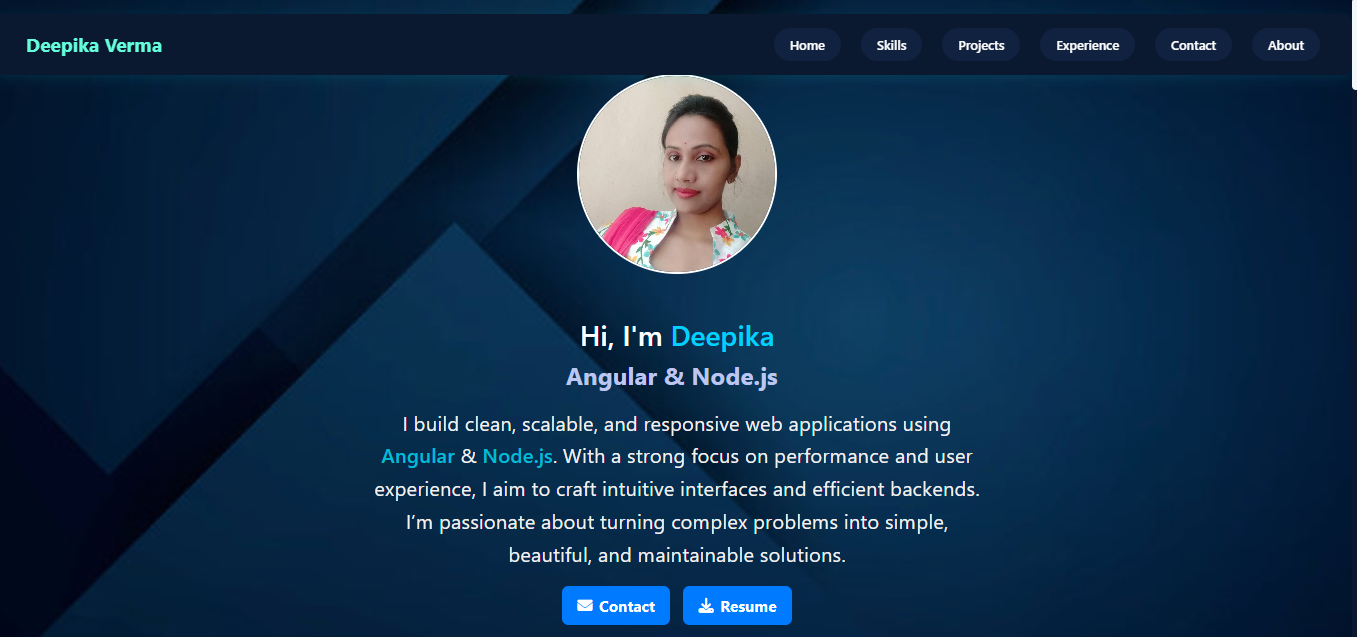 Deepika Verma
Home Skills Projects Experience Contact About
Hi, I'm Deepika
Angular & Node.js
I build clean, scalable, and responsive web applications using
Angular & Node.js. With a strong focus on performance and user
experience, I aim to craft intuitive interfaces and efficient backends.
I’m passionate about turning complex problems into simple,
beautiful, and maintainable solutions.
Contact Resume